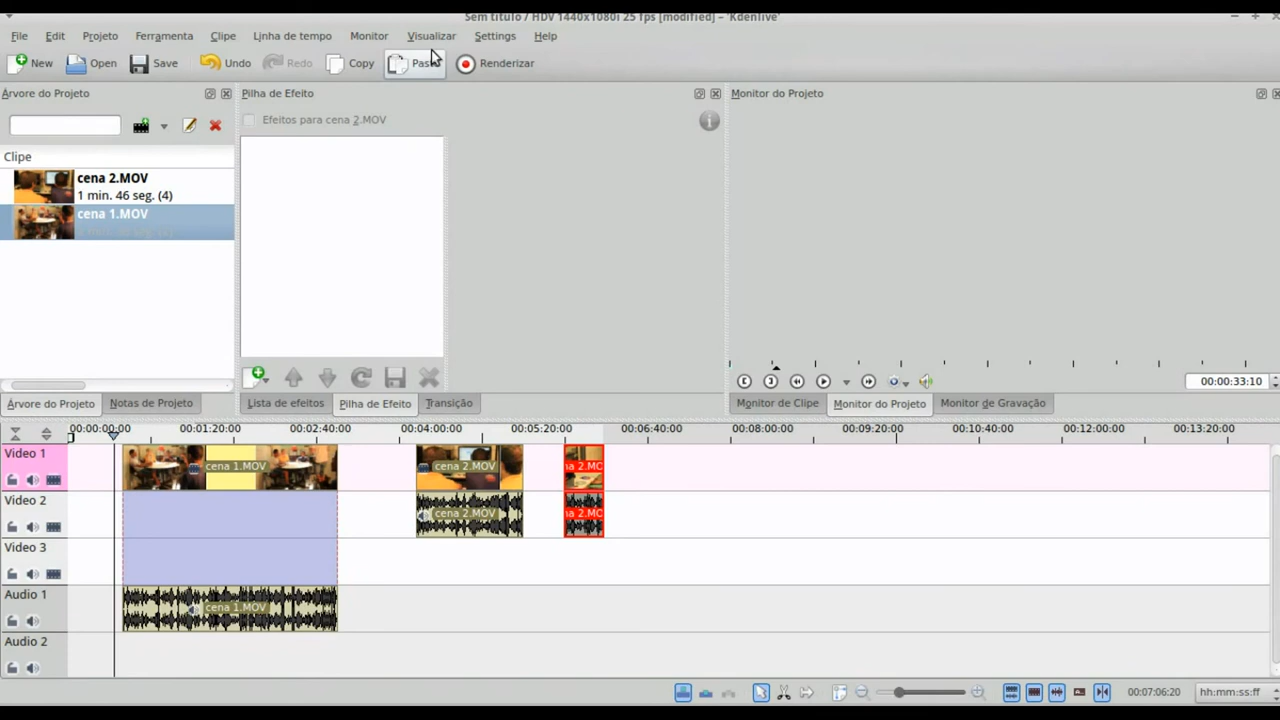 Sem título / HDV 1440x1080i 25 fps [modified] – 'Kdenlive'
File Edit Projeto Ferramenta Clipe Linha de tempo Monitor Visualizar Settings Help
New Open Save Undo Redo Copy Renderizar
Árvore do Projeto Pilha de Efeito Monitor do Projeto
Efeitos para cena 2.MOV
Clipe
cena 2.MOV
1 min. 46 seg. (4)
cena 1.MOV
Árvore do Projeto Notas de Projeto Lista de efeitos Pilha de Efeito Transição Monitor de Clipe Monitor do Projeto Monitor de Gravação
00:00:33:10
00:00:00:00 00:01:20:00 00:02:40:00 00:04:00:00 00:05:20:00 00:06:40:00 00:08:00:00 00:09:20:00 00:10:40:00 00:12:00:00 00:13:20:00
Video 1
cena 1.MOV cena 2.MOV
Video 2
cena 2.MOV
Video 3
Audio 1
cena 1.MOV
Audio 2
00:07:06:20 hh:mm:ss:ff